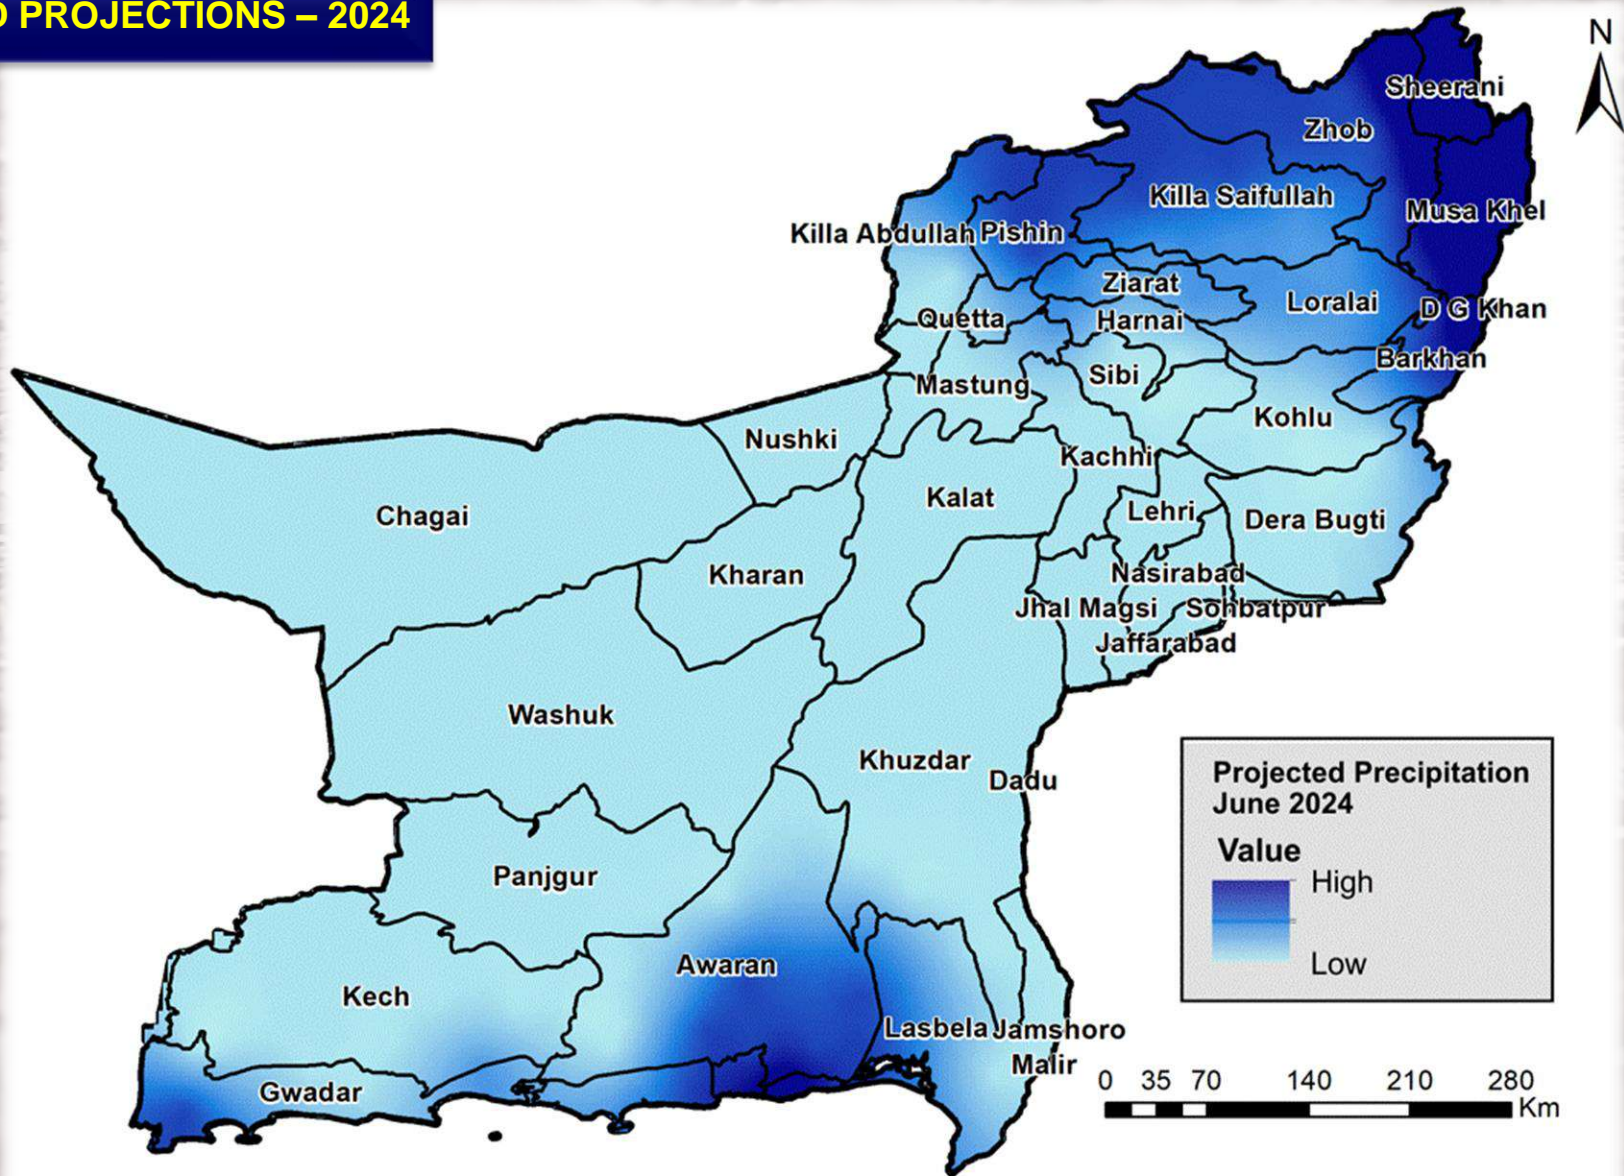 PROJECTIONS – 2024
N
Sheerani
Zhob
Killa Saifullah
Musa Khel
Killa Abdullah
Pishin
Ziarat
Loralai
D G Khan
Quetta
Harnai
Barkhan
Mastung
Sibi
Kohlu
Nushki
Kachhi
Kalat
Chagai
Lehri
Dera Bugti
Kharan
Nasirabad
Jhal Magsi
Sohbatpur
Jaffarabad
Washuk
Khuzdar
Dadu
Panjgur
Awaran
Kech
Lasbela
Jamshoro
Malir
Gwadar
Projected Precipitation
June 2024
Value
High
Low
0 35 70 140 210 280
Km